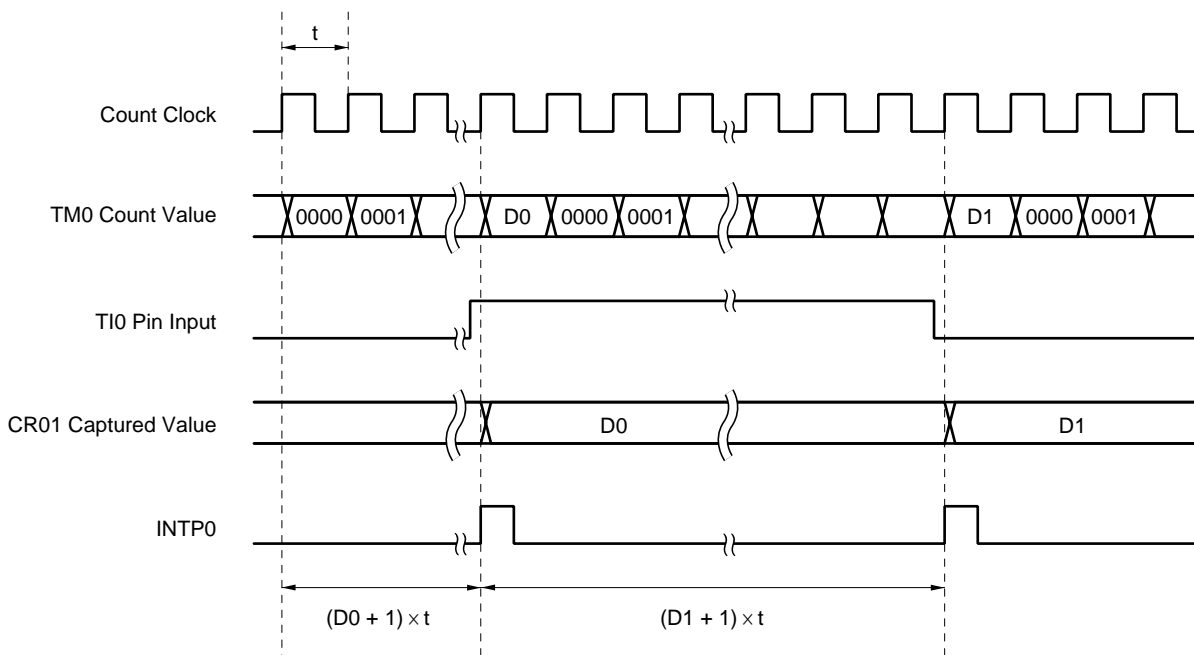 t
Count Clock
TM0 Count Value
0000 0001 D0 0000 0001 D1 0000 0001
TI0 Pin Input
CR01 Captured Value
D0 D1
INTP0
(D0 + 1) × t (D1 + 1) × t